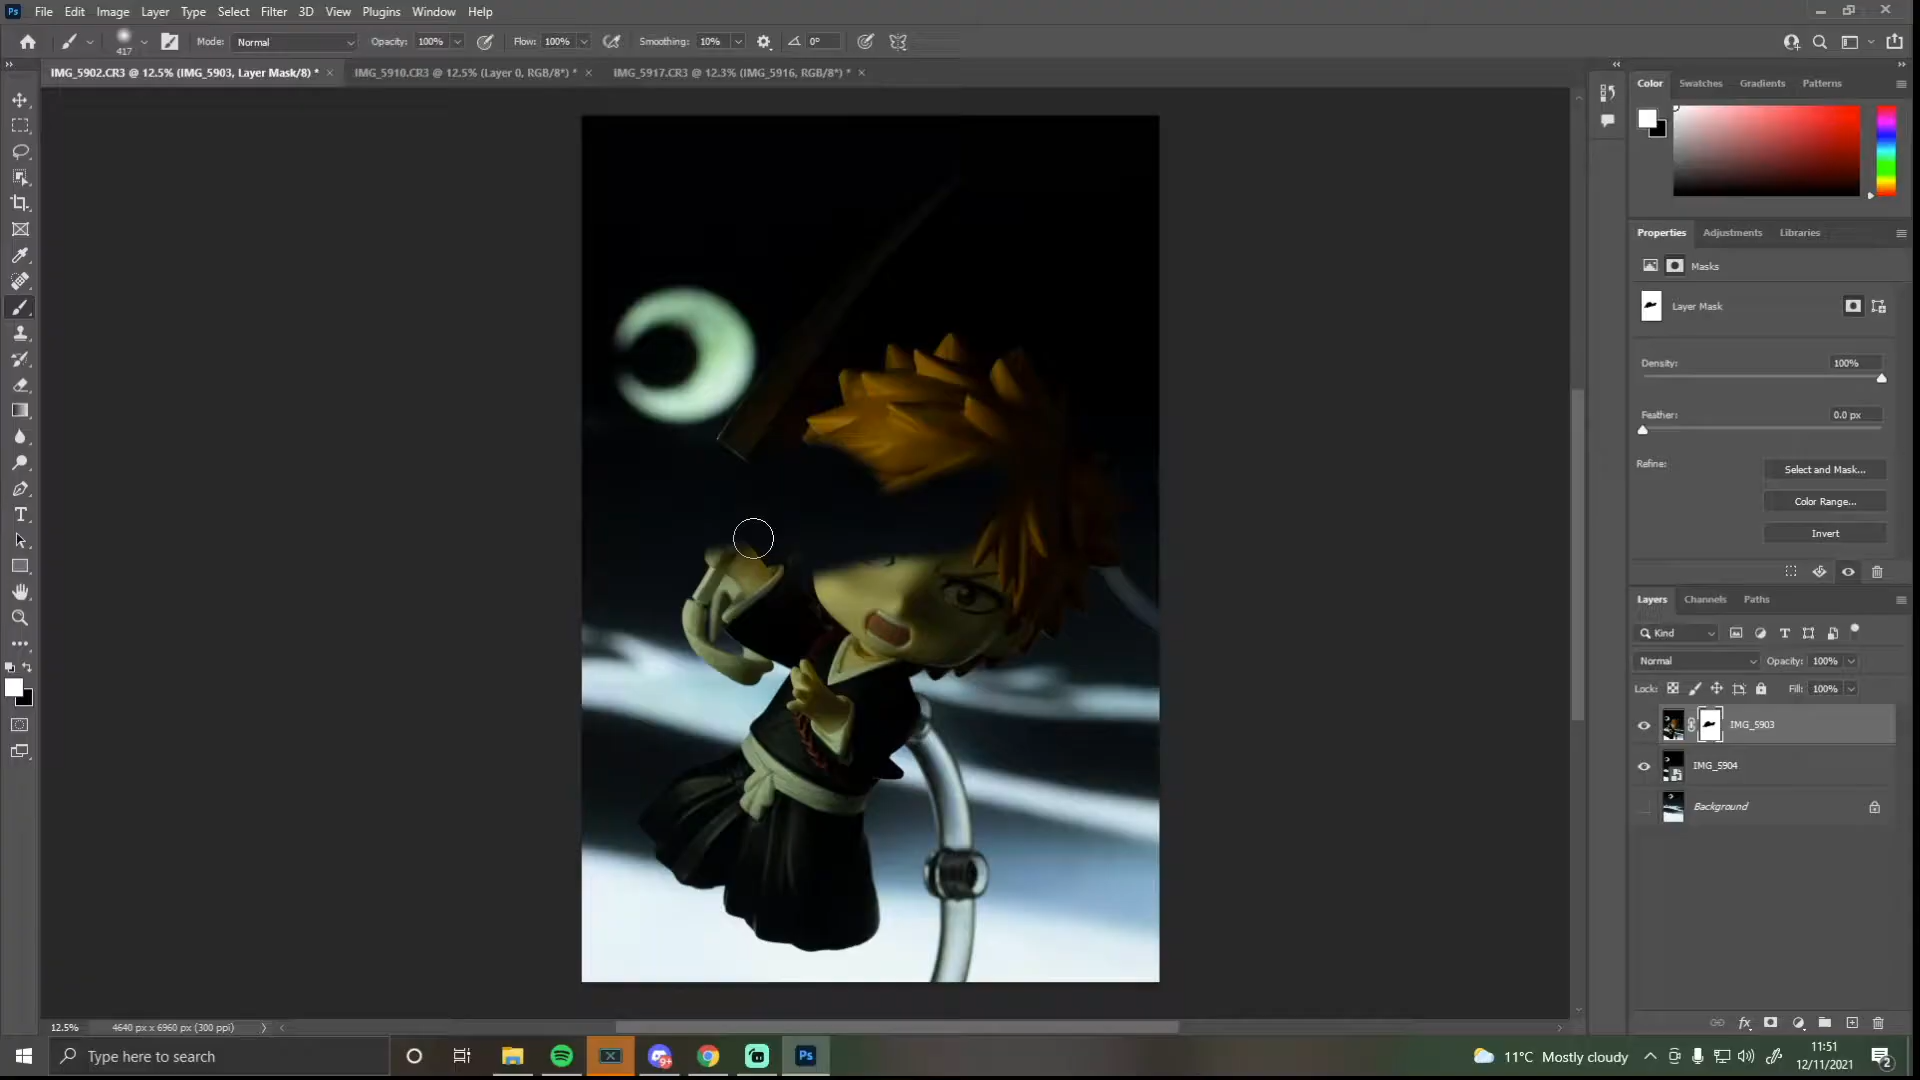 Ps File Edit Image Layer Type Select Filter 3D View Plugins Window Help
417 Mode: Normal Opacity: 100% Flow: 100% Smoothing: 10% 0°
IMG_5902.CR3 @ 12.5% (IMG_5903, Layer Mask/8) * × IMG_5910.CR3 @ 12.5% (Layer 0, RGB/8*) * × IMG_5917.CR3 @ 12.3% (IMG_5916, RGB/8*) * ×
Color Swatches Gradients Patterns
Properties Adjustments Libraries
Masks
Layer Mask
Density: 100%
Feather: 0.0 px
Refine: Select and Mask...
Color Range...
Invert
Layers Channels Paths
Kind
Normal Opacity: 100%
Lock: Fill: 100%
IMG_5903
IMG_5904
Background
12.5% 4640 px x 6960 px (300 ppi)
Type here to search
9+
Ps
11°C Mostly cloudy
11:51
12/11/2021
2